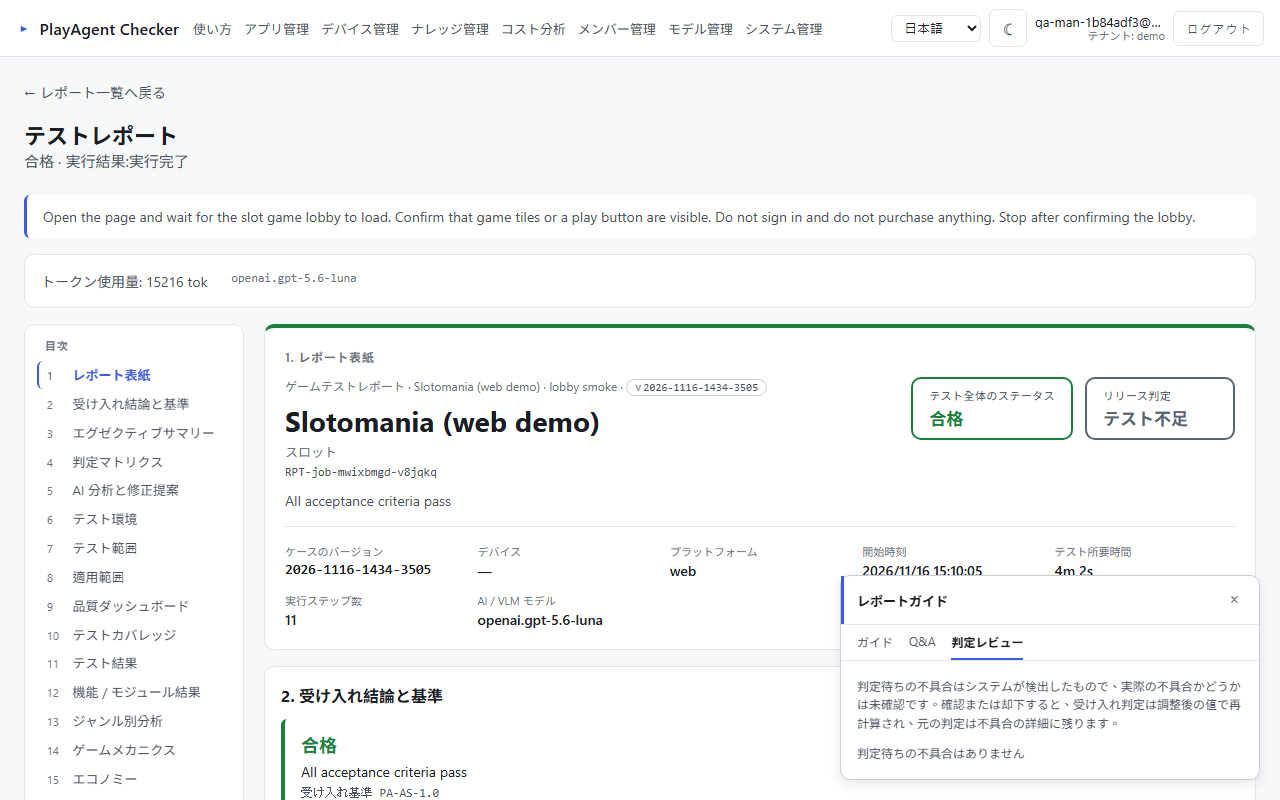 PlayAgent Checker 使い方 アプリ管理 デバイス管理 ナレッジ管理 コスト分析 メンバー管理 モデル管理 システム管理 日本語 qa-man-1b84adf3@... ログアウト
テナント: demo
← レポート一覧へ戻る
テストレポート
合格 · 実行結果:実行完了
Open the page and wait for the slot game lobby to load. Confirm that game tiles or a play button are visible. Do not sign in and do not purchase anything. Stop after confirming the lobby.
トークン使用量: 15216 tok openai.gpt-5.6-luna
目次
1 レポート表紙
2 受け入れ結論と基準
3 エグゼクティブサマリー
4 判定マトリクス
5 AI 分析と修正提案
6 テスト環境
7 テスト範囲
8 適用範囲
9 品質ダッシュボード
10 テストカバレッジ
11 テスト結果
12 機能 / モジュール結果
13 ジャンル別分析
14 ゲームメカニクス
15 エコノミー
1. レポート表紙
ゲームテストレポート · Slotomania (web demo) · lobby smoke · v 2026-1116-1434-3505
Slotomania (web demo)
スロット
RPT-job-mwixbmgd-v8jqkq
All acceptance criteria pass
テスト全体のステータス
合格
リリース判定
テスト不足
ケースのバージョン
2026-1116-1434-3505
デバイス
—
プラットフォーム
web
開始時刻
2026/11/16 15:10:05
テスト所要時間
4m 2s
実行ステップ数
11
AI / VLM モデル
openai.gpt-5.6-luna
2. 受け入れ結論と基準
合格
All acceptance criteria pass
受け入れ基準 PA-AS-1.0
レポートガイド ×
ガイド Q&A 判定レビュー
判定待ちの不具合はシステムが検出したもので、実際の不具合かどうか
は未確認です。確認または却下すると、受け入れ判定は調整後の値で再
計算され、元の判定は不具合の詳細に残ります。
判定待ちの不具合はありません